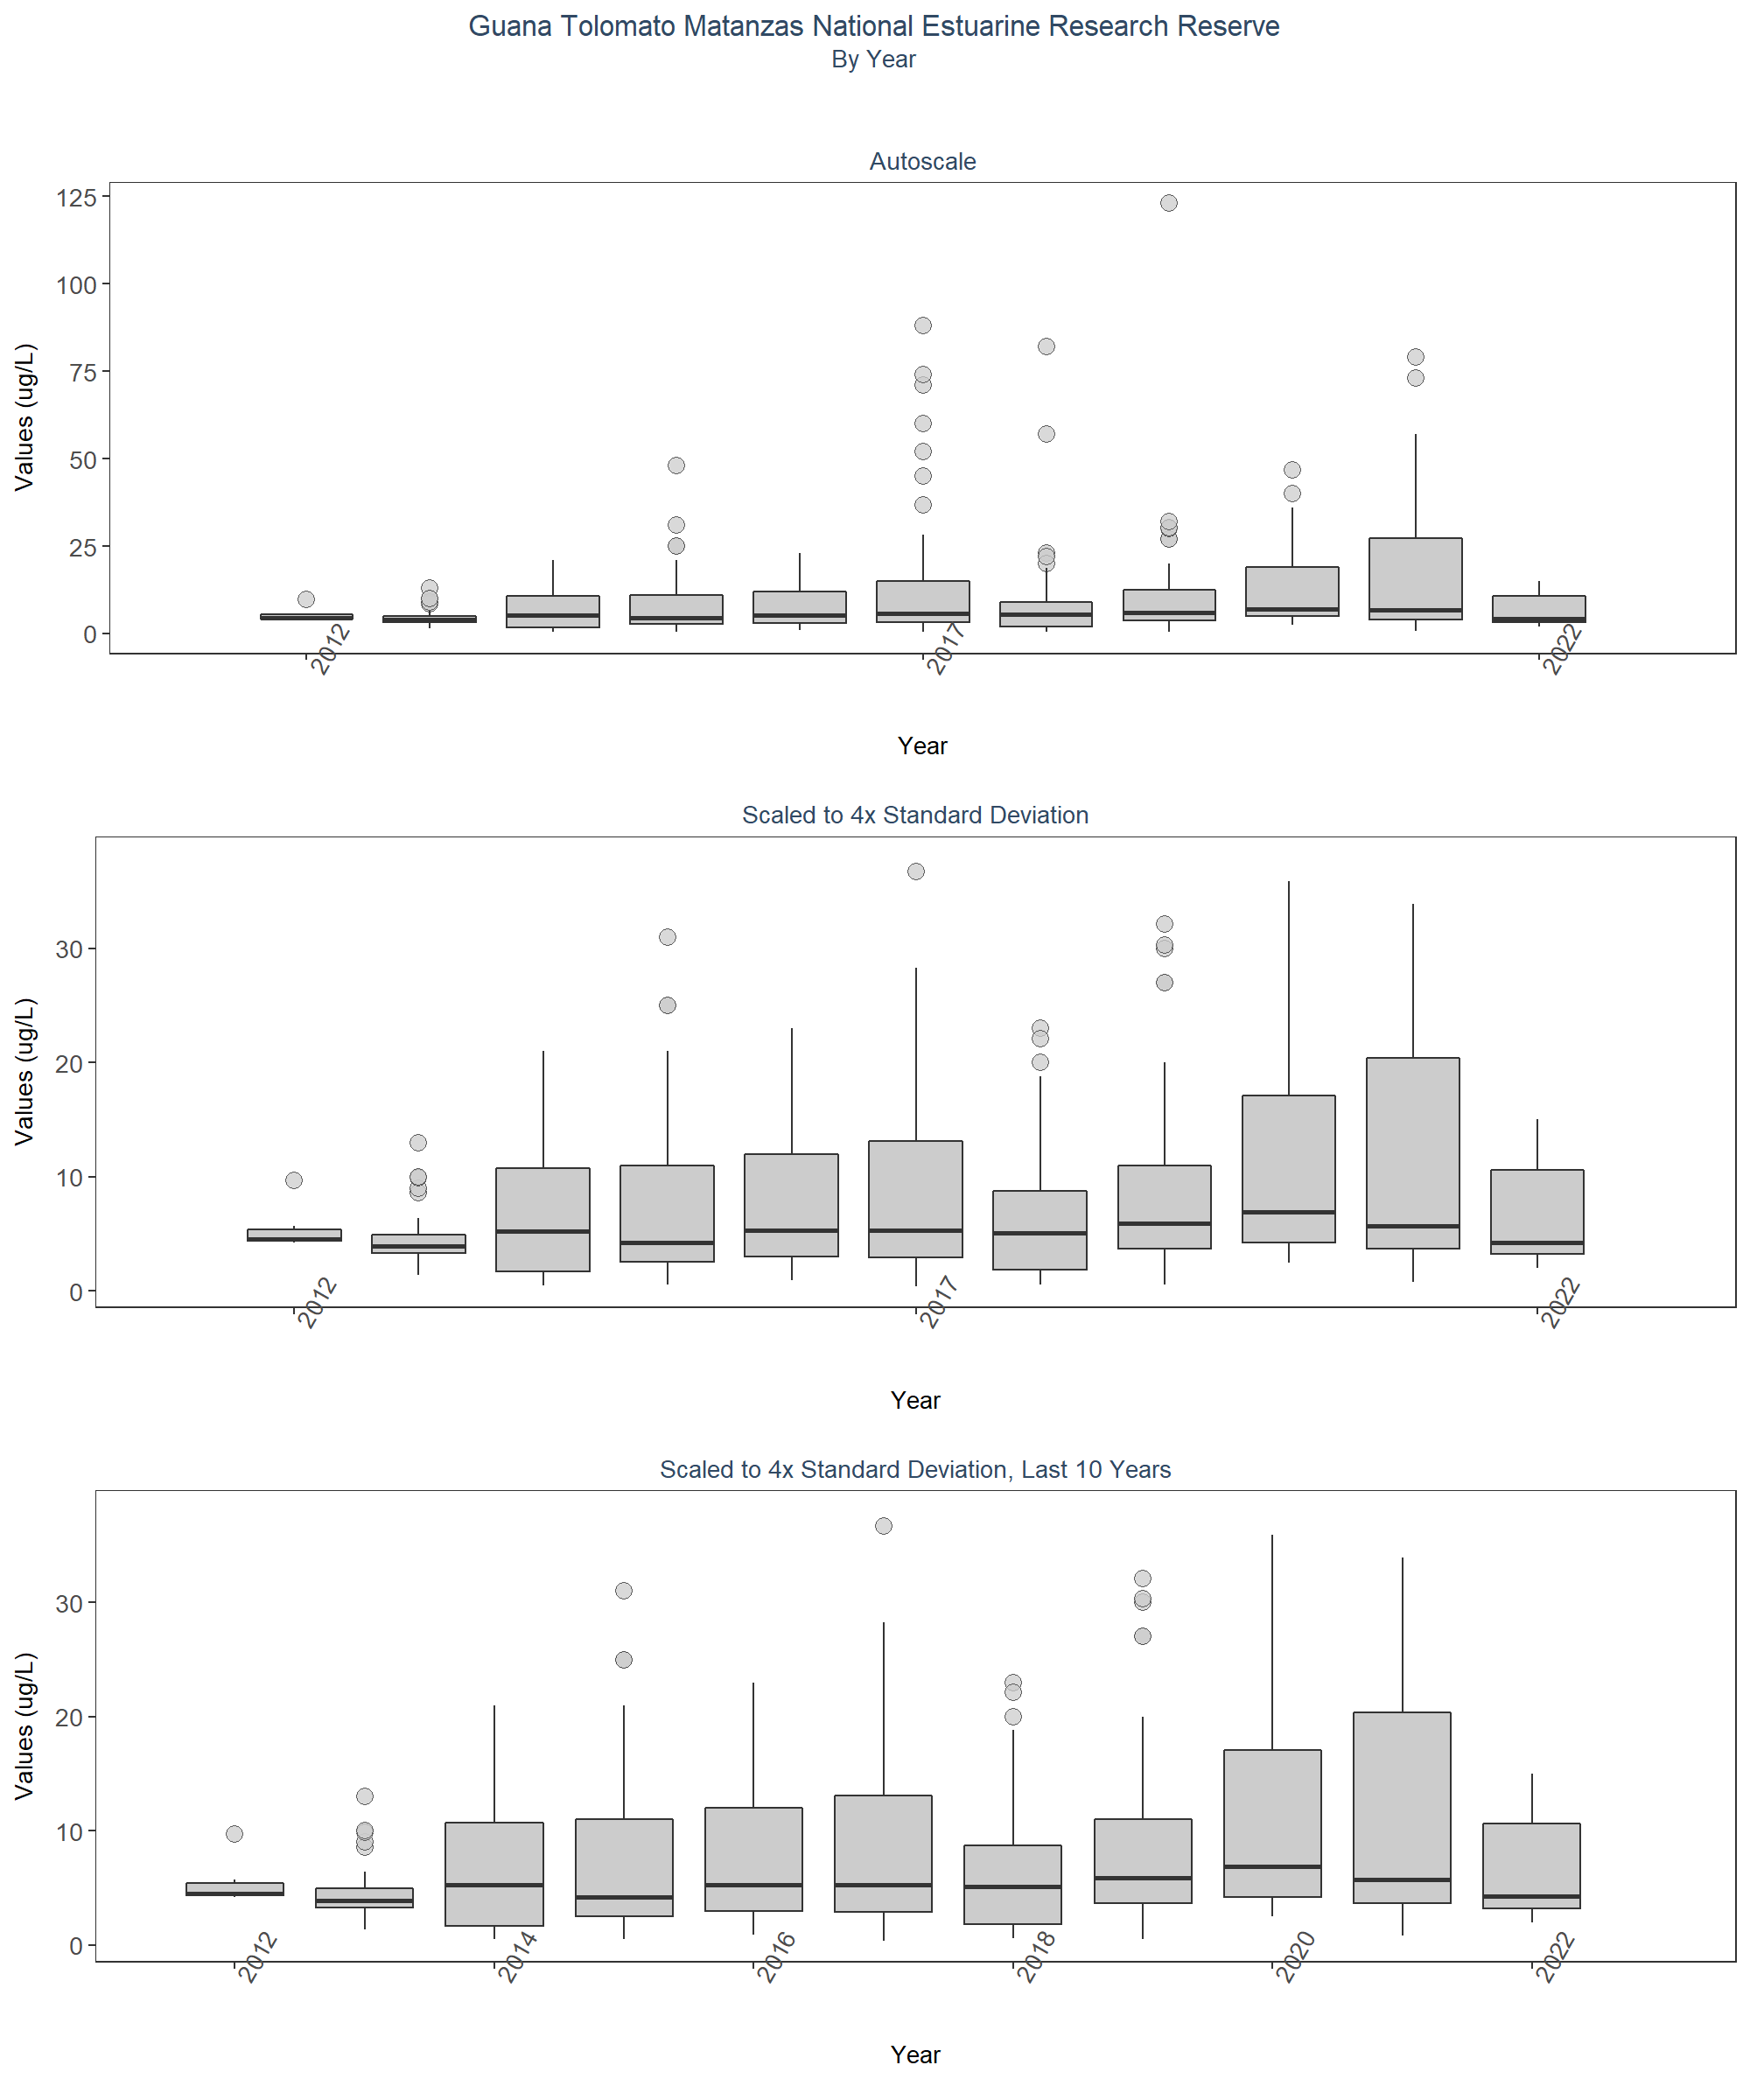 Guana Tolomato Matanzas National Estuarine Research Reserve
By Year
Autoscale
Values (ug/L)
125
100
75
50
25
0
2012
2017
2022
Year
Scaled to 4x Standard Deviation
Values (ug/L)
30
20
10
0
2012
2017
2022
Year
Scaled to 4x Standard Deviation, Last 10 Years
Values (ug/L)
30
20
10
0
2012
2014
2016
2018
2020
2022
Year